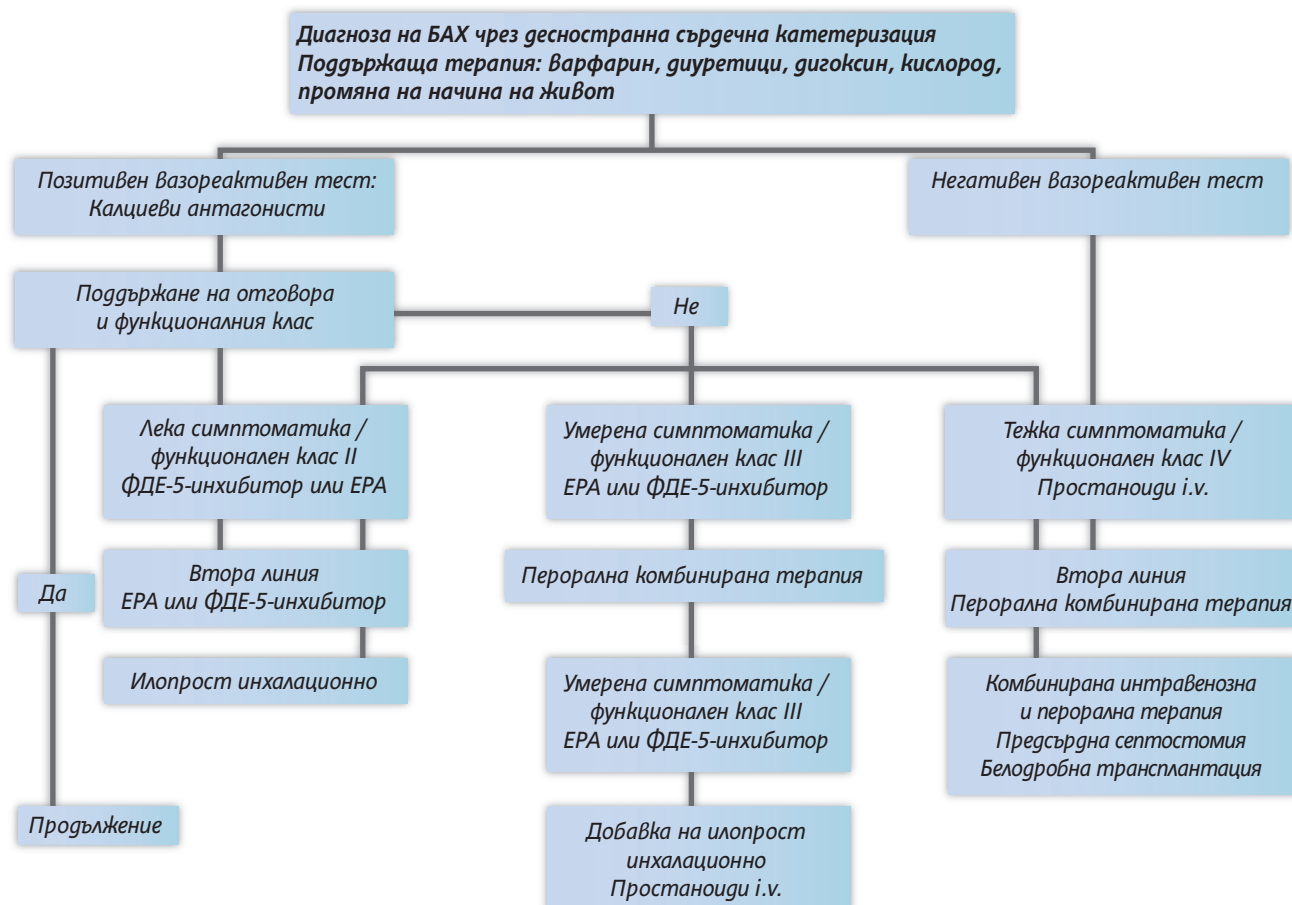 Диагноза на БАХ чрез десностранна сърдечна катетеризация
Поддържаща терапия: Варфарин, диуретици, дигоксин, кислород,
промяна на начина на живот
Позитивен вазореактивен тест:
Калциеви антагонисти
Негативен вазореактивен тест
Поддържане на отговора
и функционалния клас
Не
Лека симптоматика /
функционален клас II
ФДЕ-5-инхибитор или ЕРА
Умерена симптоматика /
функционален клас III
ЕРА или ФДЕ-5-инхибитор
Тежка симптоматика /
функционален клас IV
Простаноиди i.v.
Да
Втора линия
ЕРА или ФДЕ-5-инхибитор
Перорална комбинирана терапия
Втора линия
Перорална комбинирана терапия
Илопрост инхалационно
Умерена симптоматика /
функционален клас III
ЕРА или ФДЕ-5-инхибитор
Комбинирана интравенозна
и перорална терапия
Предсърдна септостомия
Белодробна трансплантация
Продължение
Добавка на илопрост
инхалационно
Простаноиди i.v.